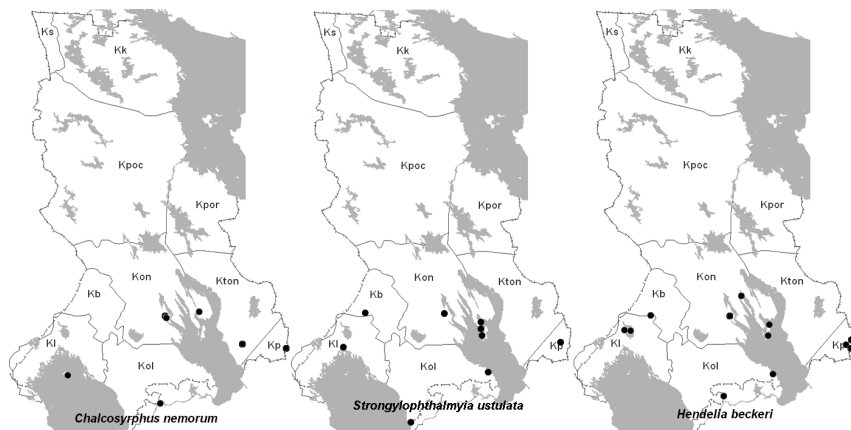 Ks
Kk
Kpoc
Kpor
Kon
Kton
Kb
Kl
Kol
Kp
Chalcosyrphus nemorum
Ks
Kk
Kpoc
Kpor
Kon
Kton
Kb
Kl
Kol
Kp
Strongylophthalmyia ustulata
Ks
Kk
Kpoc
Kpor
Kon
Kton
Kb
Kl
Kol
Kp
Hendelia beckeri